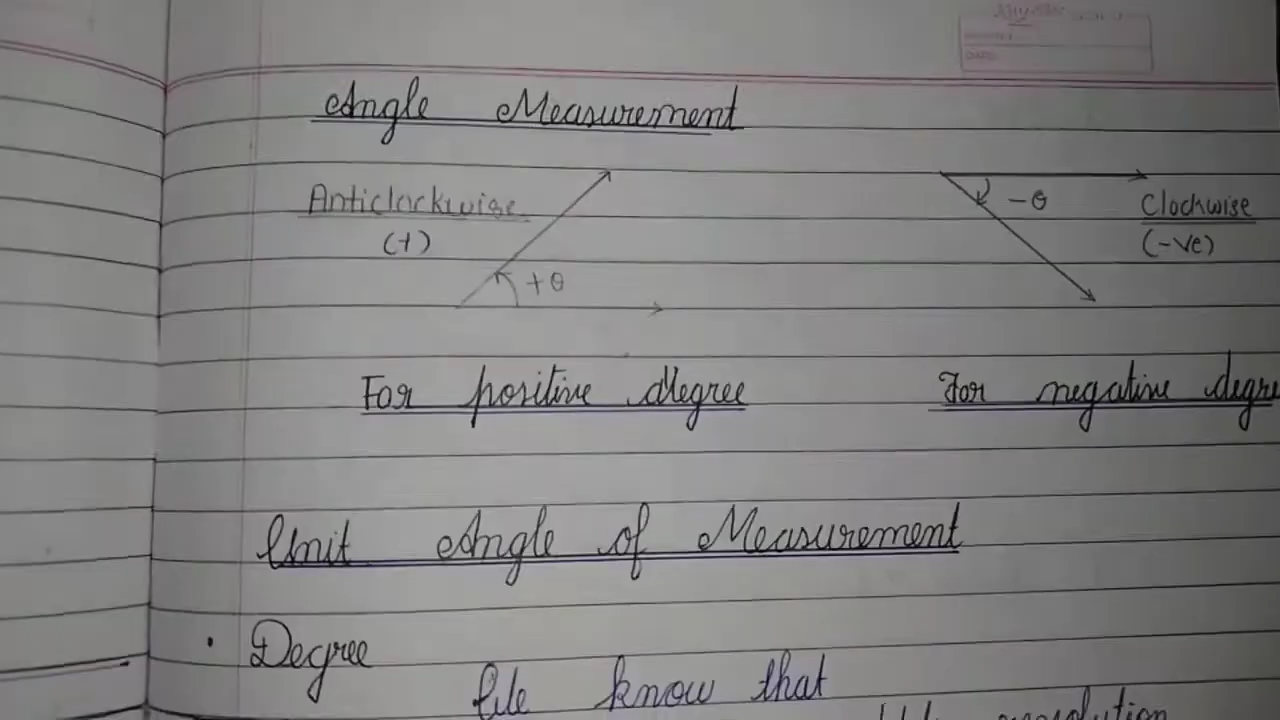 Angle Measurement
Anticlockwise
(+)
+θ
-θ
Clockwise
(-ve)
For positive degree
For negative degre
Unit Angle of Measurement
• Degree
We know that